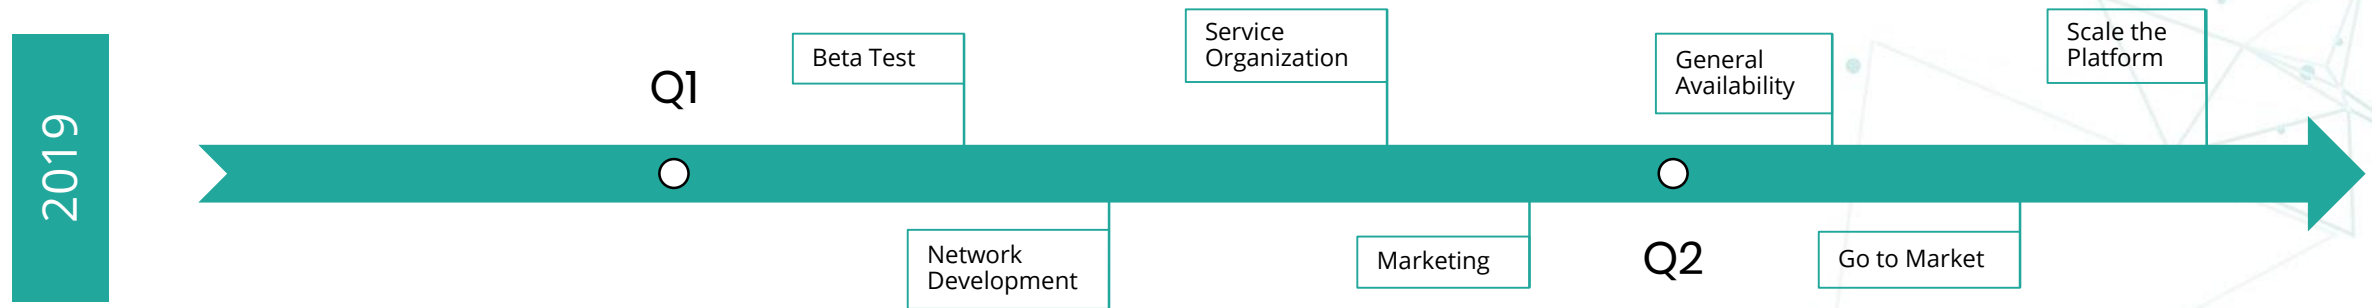 2019
Q1
Beta Test
Network
Development
Service
Organization
Marketing
Q2
General
Availability
Go to Market
Scale the
Platform